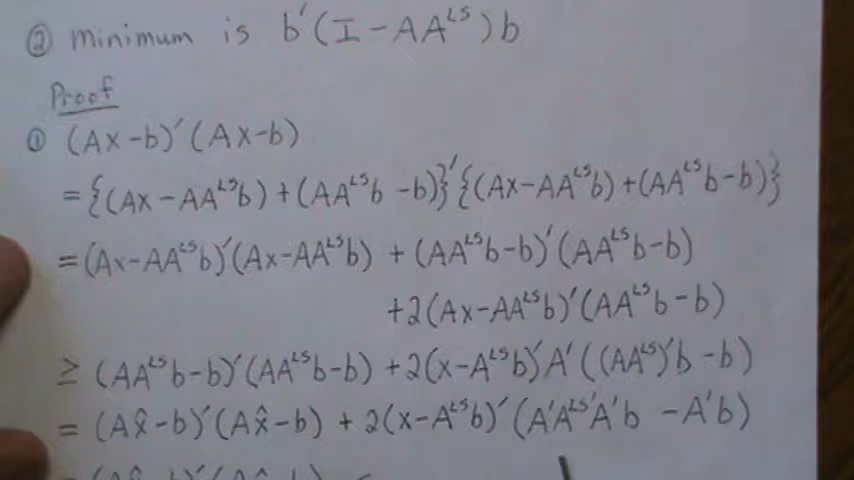 ② Minimum is b'(I-AA^LS)b
Proof
① (Ax-b)'(Ax-b)
={(Ax-AA^LS b)+(AA^LS b-b)}'{(Ax-AA^LS b)+(AA^LS b-b)}
=(Ax-AA^LS b)'(Ax-AA^LS b) + (AA^LS b-b)'(AA^LS b-b)
+2(Ax-AA^LS b)'(AA^LS b-b)
≥ (AA^LS b-b)'(AA^LS b-b) +2(x-A^LS b)'A'((AA^LS)'b-b)
= (Ax̂-b)'(Ax̂-b) + 2(x-A^LS b)'(A'A^LS'A'b -A'b)